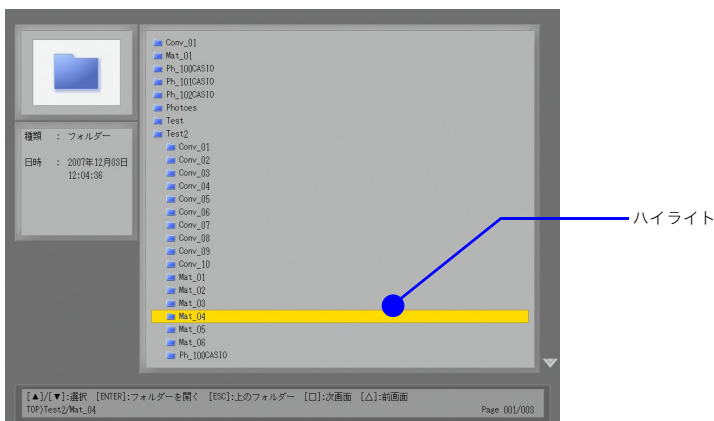 Conv_01
Mat_01
Ph_100CASIO
Ph_101CASIO
Ph_102CASIO
Photoes
Test
Test2
Conv_01
Conv_02
Conv_03
Conv_04
Conv_05
Conv_06
Conv_07
Conv_08
Conv_09
Conv_10
Mat_01
Mat_02
Mat_03
Mat_04
Mat_05
Mat_06
Ph_100CASIO
種類 : フォルダー
日時 : 2007年12月03日
12:04:36
ハイライト
[▲]/[▼]:選択 [ENTER]:フォルダーを開く [ESC]:上のフォルダー [□]:次画面 [△]:前画面
TOP)Test2/Mat_04 Page 001/003